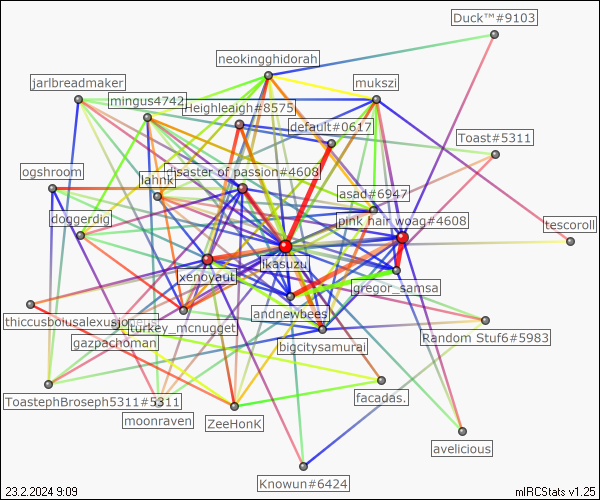 Duck™#9103
neokingghidorah
jarlbreadmaker
mukszi
mingus4742
Heighleigh#8575
default#0617
Toast#5311
ogshroom
lahnk
disaster of passion#4608
asad#6947
doggerdig
pink hair woag#4608
tescoroll
ikasuzu
xenoyaut
gregor_samsa
andnewbees
turkey_mcnugget
gazpachoman
bigcitysamurai
Random Stuf6#5983
ToastephBroseph5311#5311
facadas.
moonraven
ZeeHonK
avelicious
Knowun#6424
23.2.2024 9:09
mIRCStats v1.25